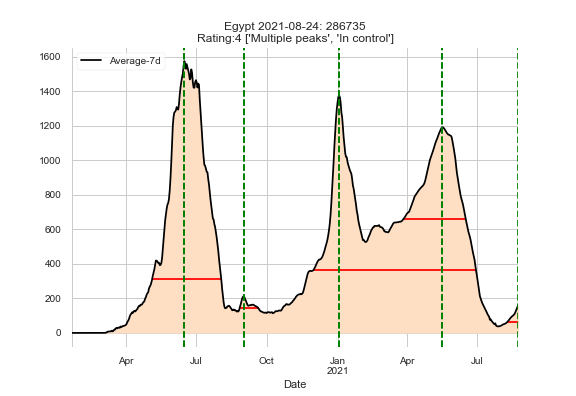 Egypt 2021-08-24: 286735
Rating:4 ['Multiple peaks', 'In control']
Average-7d
1600
1400
1200
1000
800
600
400
200
0
Apr Jul Oct Jan Apr Jul
2021
Date